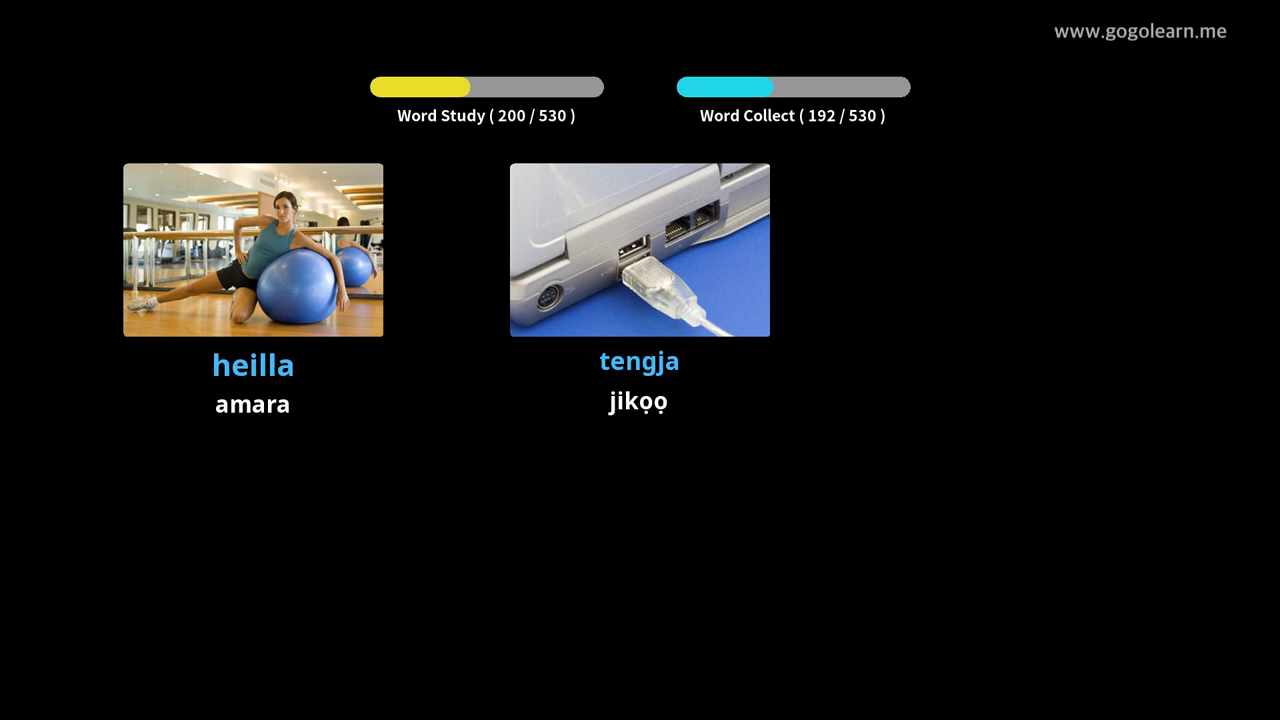 www.gogolearn.me
Word Study ( 200 / 530 )
Word Collect ( 192 / 530 )
heilla
amara
tengja
jikọọ